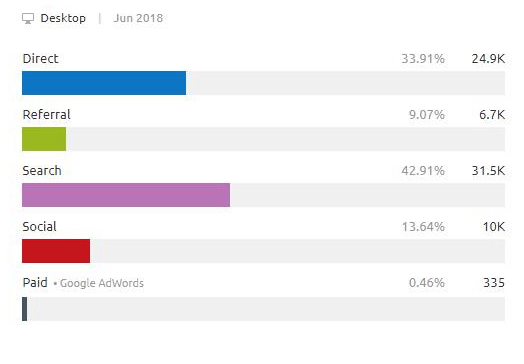 Desktop | Jun 2018
Direct 33.91% 24.9K
Referral 9.07% 6.7K
Search 42.91% 31.5K
Social 13.64% 10K
Paid • Google AdWords 0.46% 335